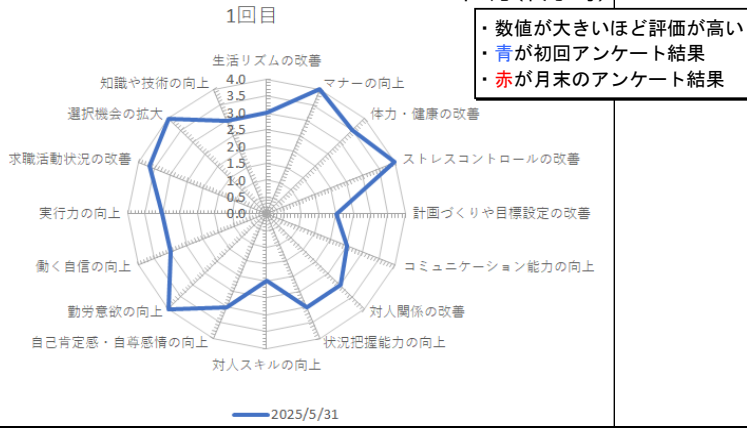 1回目
・数値が大きいほど評価が高い
・青が初回アンケート結果
・赤が月末のアンケート結果
生活リズムの改善
マナーの向上
体力・健康の改善
ストレスコントロールの改善
計画づくりや目標設定の改善
コミュニケーション能力の向上
対人関係の改善
状況把握能力の向上
対人スキルの向上
自己肯定感・自尊感情の向上
勤労意欲の向上
働く自信の向上
実行力の向上
求職活動状況の改善
選択機会の拡大
知識や技術の向上
4.0
3.5
3.0
2.5
2.0
1.5
1.0
0.5
0.0
2025/5/31